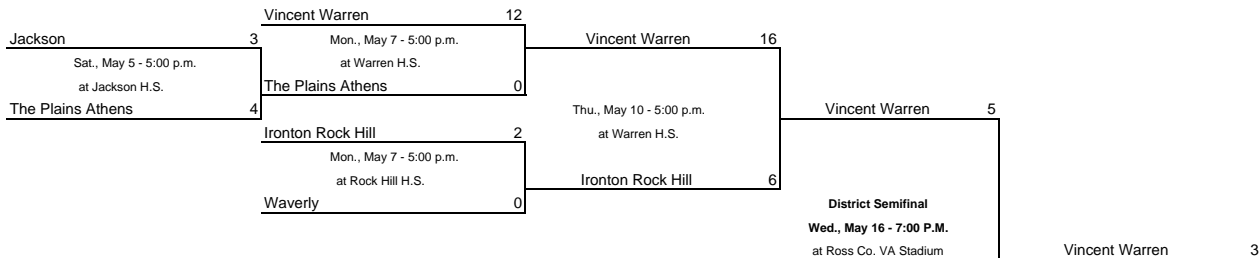 Vincent Warren 12
Jackson 3
Mon., May 7 - 5:00 p.m.
Vincent Warren 16
Sat., May 5 - 5:00 p.m.
at Warren H.S.
at Jackson H.S.
The Plains Athens 0
The Plains Athens 4
Thu., May 10 - 5:00 p.m.
Vincent Warren 5
Ironton Rock Hill 2
at Warren H.S.
Mon., May 7 - 5:00 p.m.
at Rock Hill H.S.
Ironton Rock Hill 6
Waverly 0
District Semifinal
Wed., May 16 - 7:00 P.M.
at Ross Co. VA Stadium
Vincent Warren 3